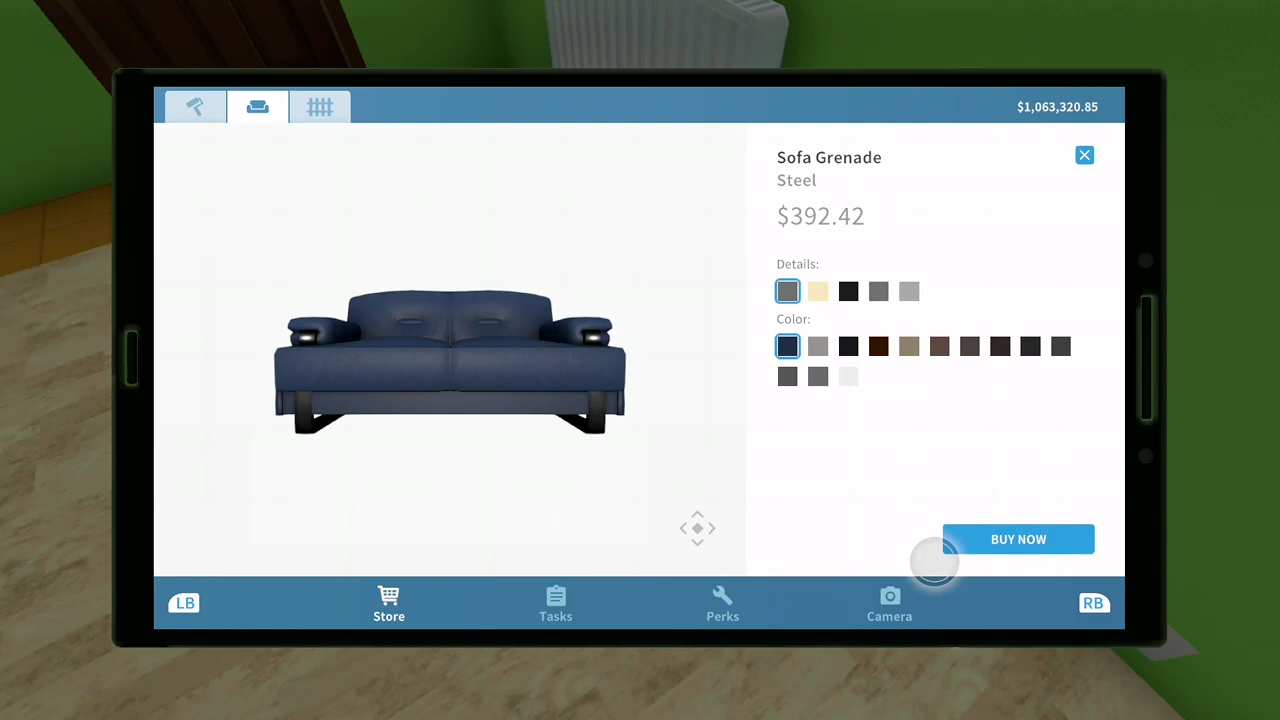 $1,063,320.85
Sofa Grenade
Steel
$392.42
Details:
Color:
BUY NOW
LB
Store
Tasks
Perks
Camera
RB